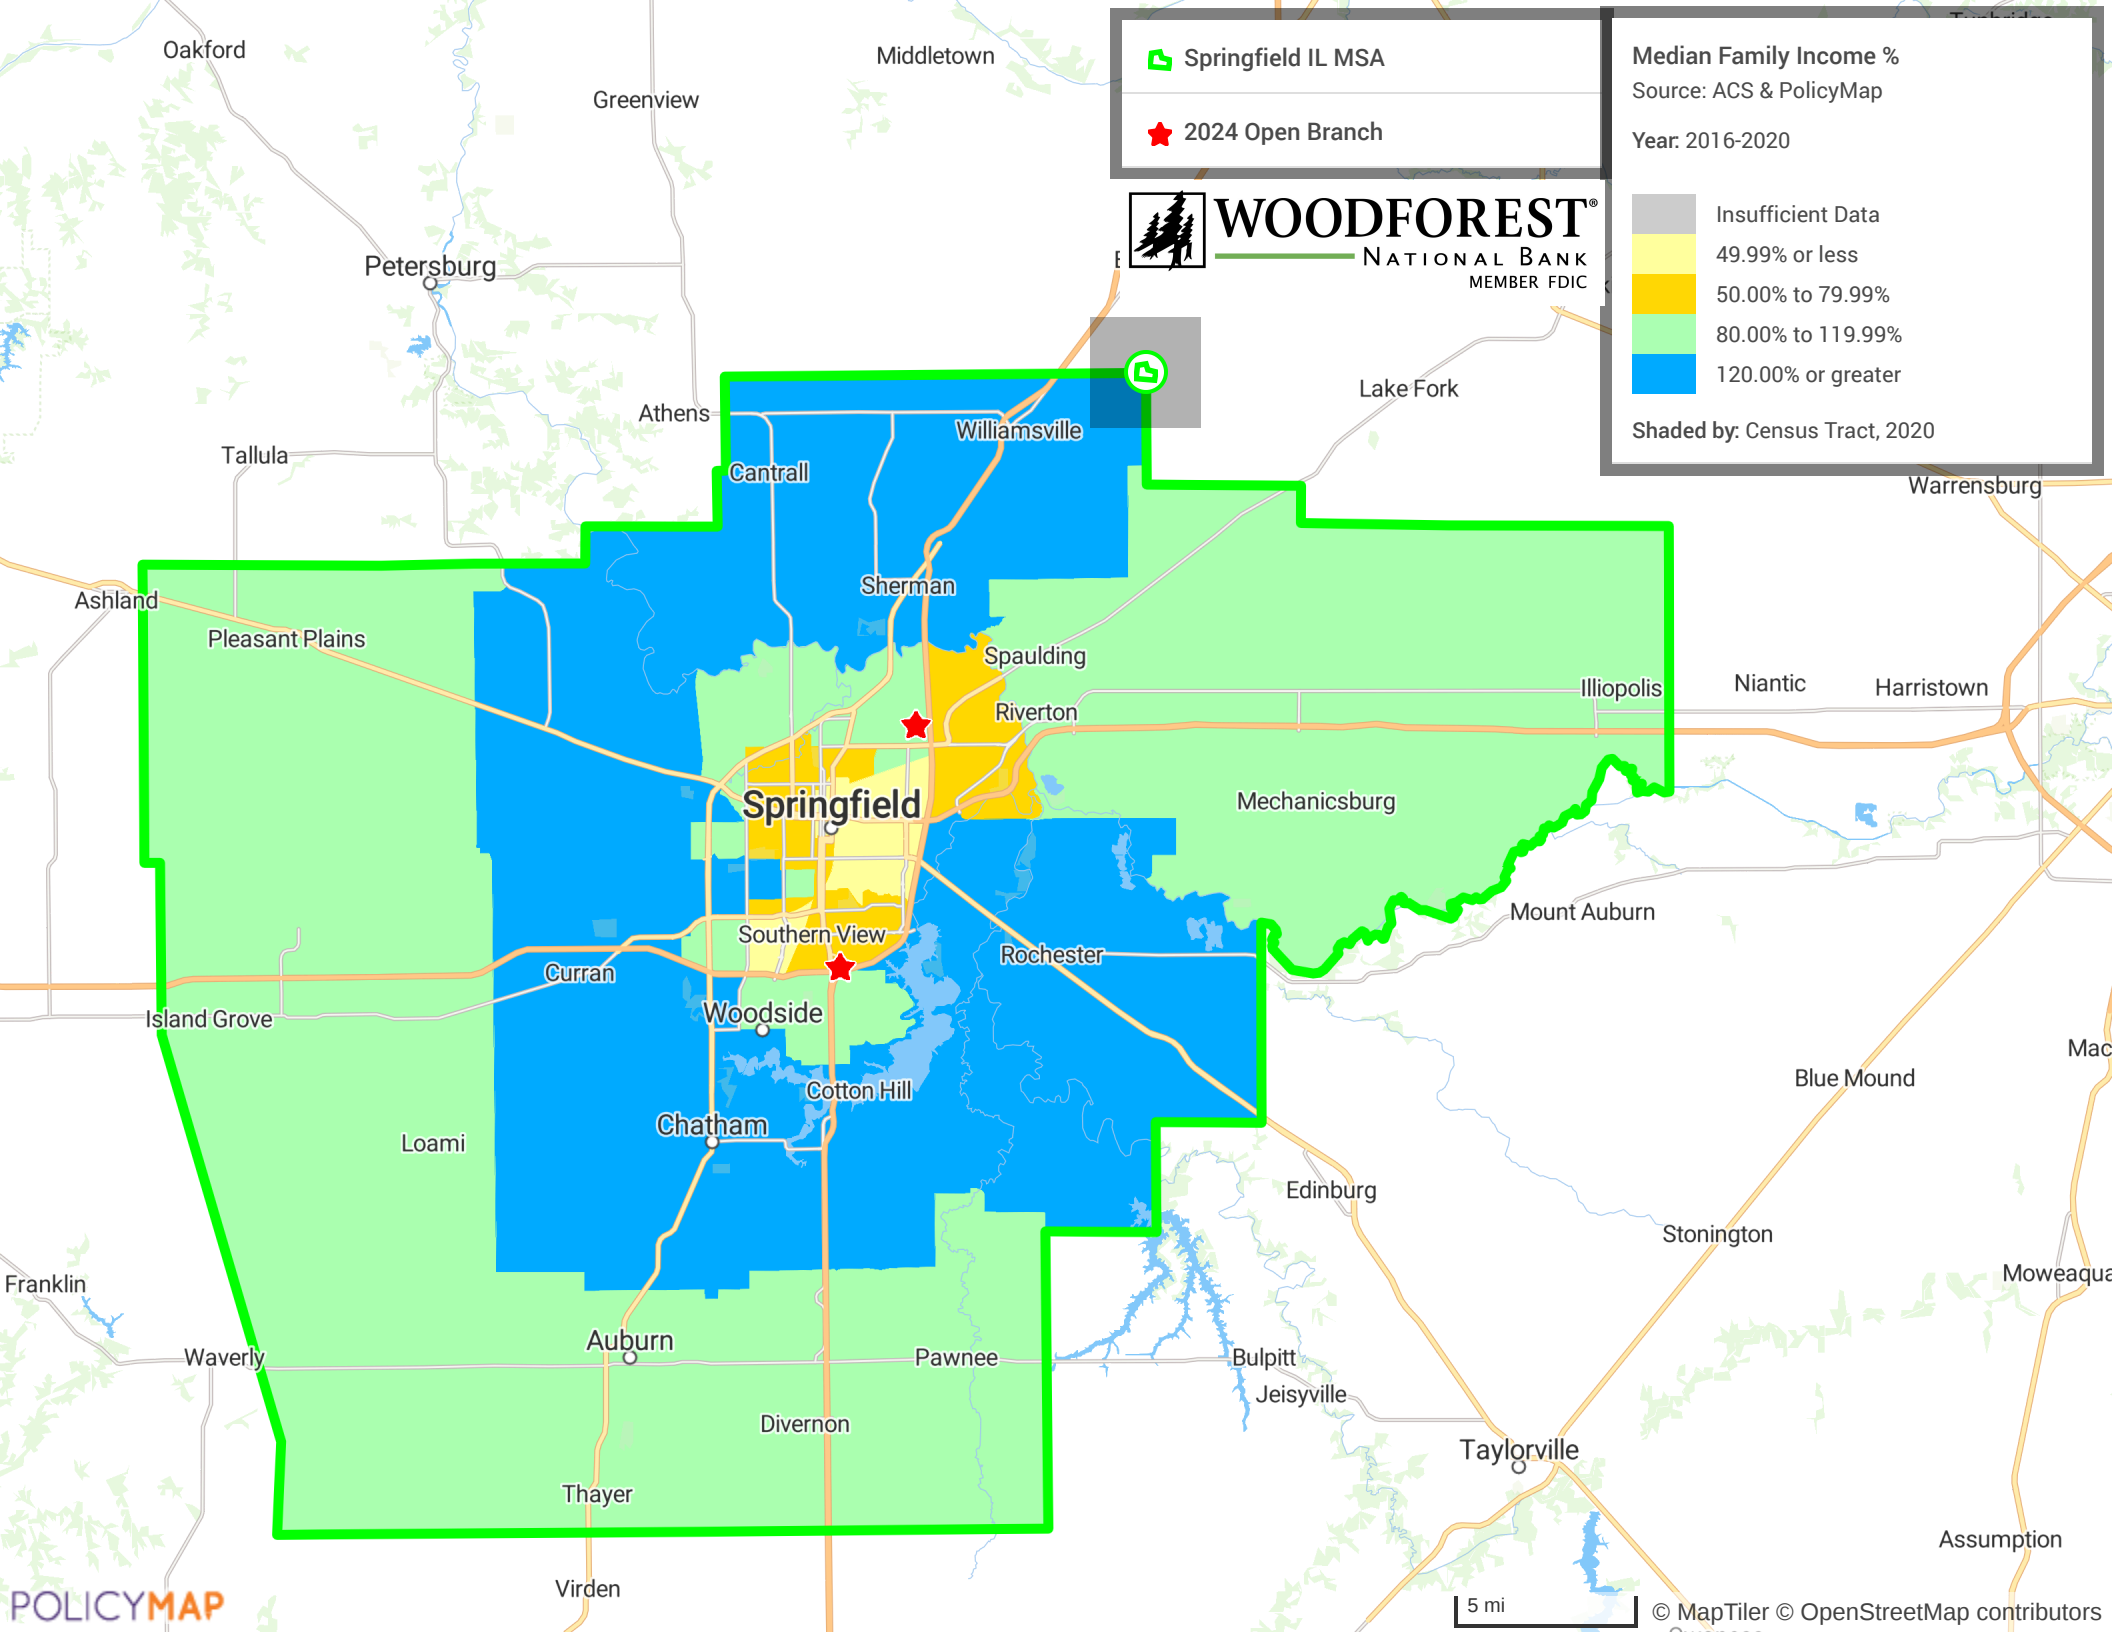 Oakford
Middletown
Greenview
Springfield IL MSA
2024 Open Branch
Median Family Income %
Source: ACS & PolicyMap
Year: 2016-2020
Insufficient Data
49.99% or less
50.00% to 79.99%
80.00% to 119.99%
120.00% or greater
Shaded by: Census Tract, 2020
WOODFOREST®
NATIONAL BANK
MEMBER FDIC
Petersburg
Lake Fork
Athens
Williamsville
Tallula
Cantrall
Warrensburg
Sherman
Ashland
Pleasant Plains
Spaulding
Illiopolis
Niantic
Harristown
Riverton
Springfield
Mechanicsburg
Mount Auburn
Southern View
Rochester
Curran
Island Grove
Woodside
Mac
Blue Mound
Cotton Hill
Chatham
Loami
Edinburg
Stonington
Moweaqua
Franklin
Auburn
Waverly
Pawnee
Bulpitt
Jeisyville
Divernon
Taylorville
Thayer
Assumption
Virden
POLICYMAP
5 mi
© MapTiler © OpenStreetMap contributors